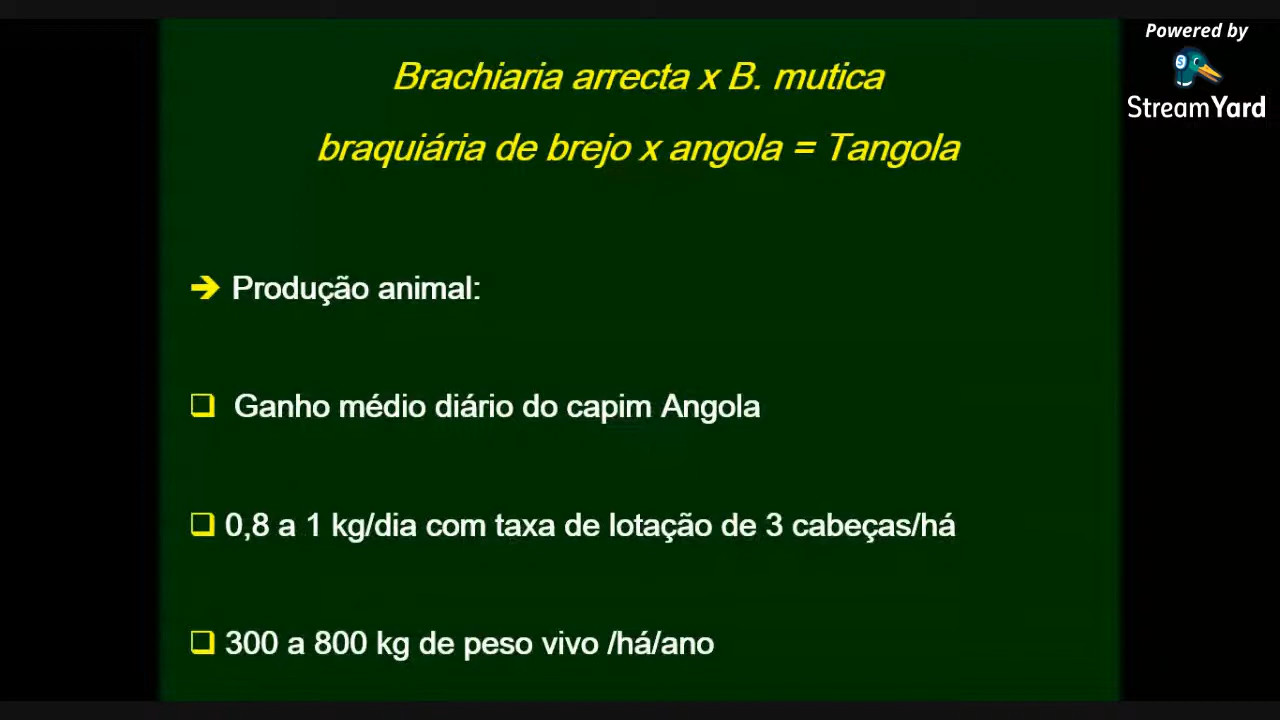 Powered by
StreamYard
Brachiaria arrecta x B. mutica
braquiária de brejo x angola = Tangola
➔ Produção animal:
❑ Ganho médio diário do capim Angola
❑ 0,8 a 1 kg/dia com taxa de lotação de 3 cabeças/há
❑ 300 a 800 kg de peso vivo /há/ano